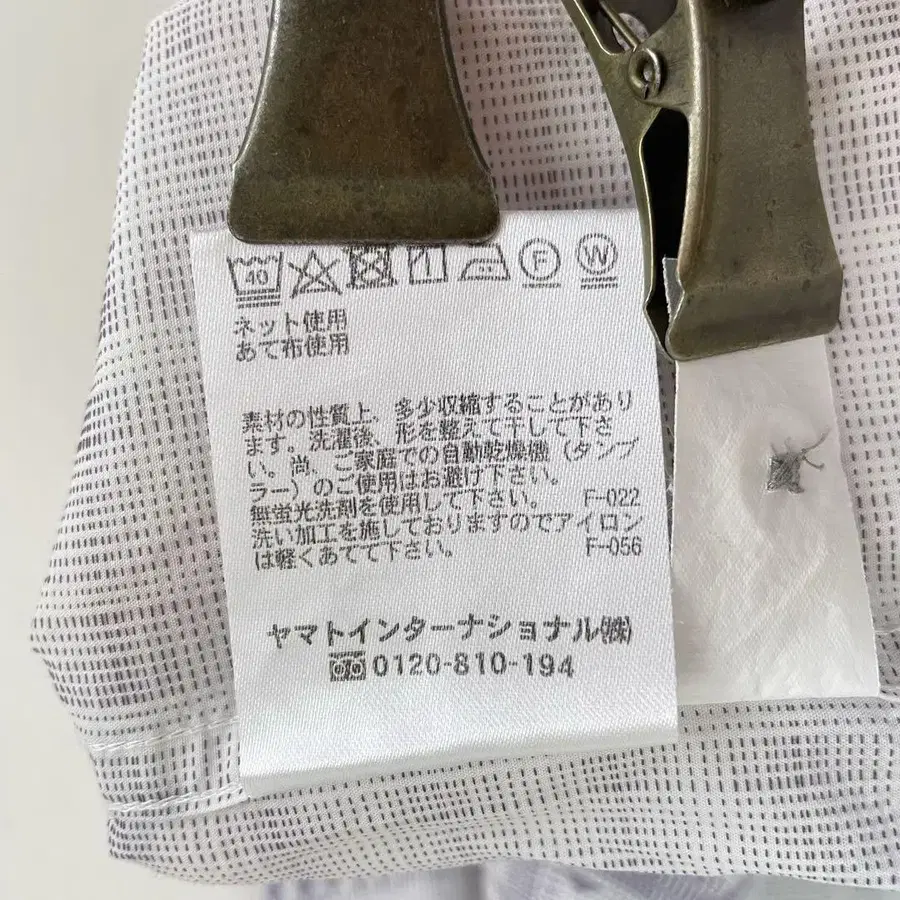 40 F W
ネット使用
あて布使用
素材の性質上、多少収縮することがあり
ます。洗濯後、形を整えて干して下さ
い。尚、ご家庭での自動乾燥機(タンブ
ラー)のご使用はお避け下さい。
無蛍光洗剤を使用して下さい。 F-022
洗い加工を施しておりますのでアイロン
は軽くあてて下さい。 F-056
ヤマトインターナショナル㈱
0120-810-194